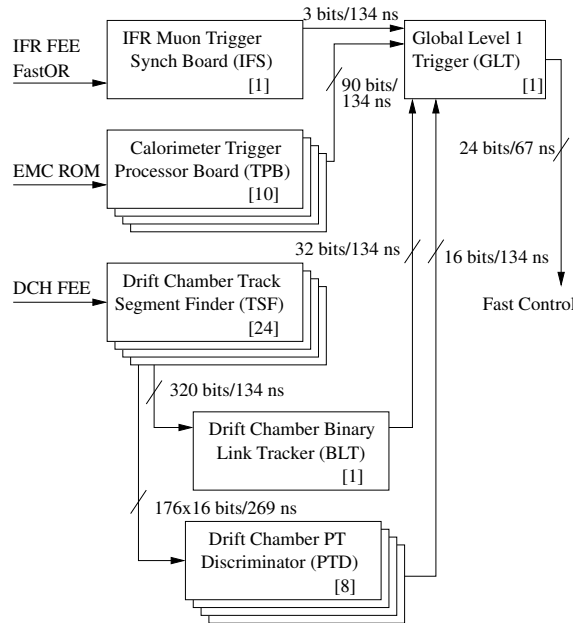 3 bits/134 ns
IFR FEE
FastOR
IFR Muon Trigger
Synch Board (IFS)
[1]
Global Level 1
Trigger (GLT)
[1]
90 bits/
134 ns
EMC ROM
Calorimeter Trigger
Processor Board (TPB)
[10]
24 bits/67 ns
32 bits/134 ns
16 bits/134 ns
DCH FEE
Drift Chamber Track
Segment Finder (TSF)
[24]
Fast Control
320 bits/134 ns
Drift Chamber Binary
Link Tracker (BLT)
[1]
176x16 bits/269 ns
Drift Chamber PT
Discriminator (PTD)
[8]